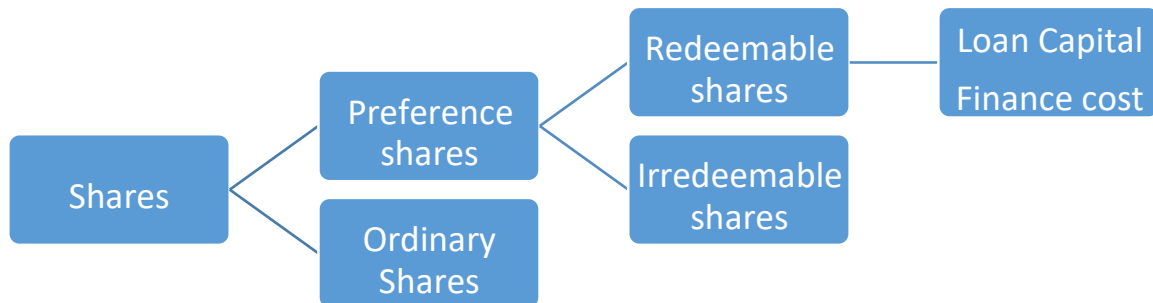 Shares
Preference
shares
Ordinary
Shares
Redeemable
shares
Irredeemable
shares
Loan Capital
Finance cost